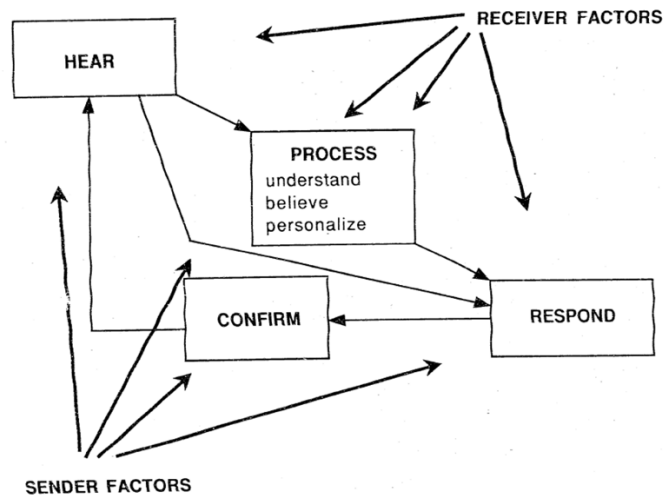 RECEIVER FACTORS
HEAR
PROCESS
understand
believe
personalize
CONFIRM
RESPOND
SENDER FACTORS